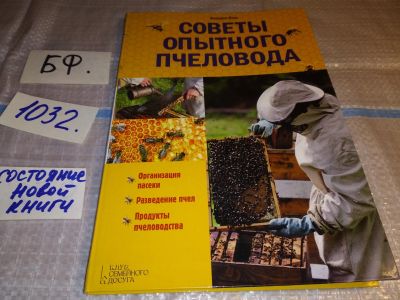 БФ.
1032.
состояние
новой
книги
СОВЕТЫ
ОПЫТНОГО
ПЧЕЛОВОДА
Организация
пасеки
Разведение пчел
Продукты
пчеловодства
КЛУБ
СЕМЕЙНОГО
ДОСУГА